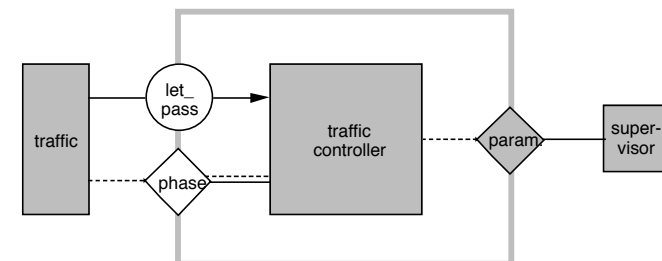 traffic
let_
pass
phase
traffic
controller
param.
super-
visor